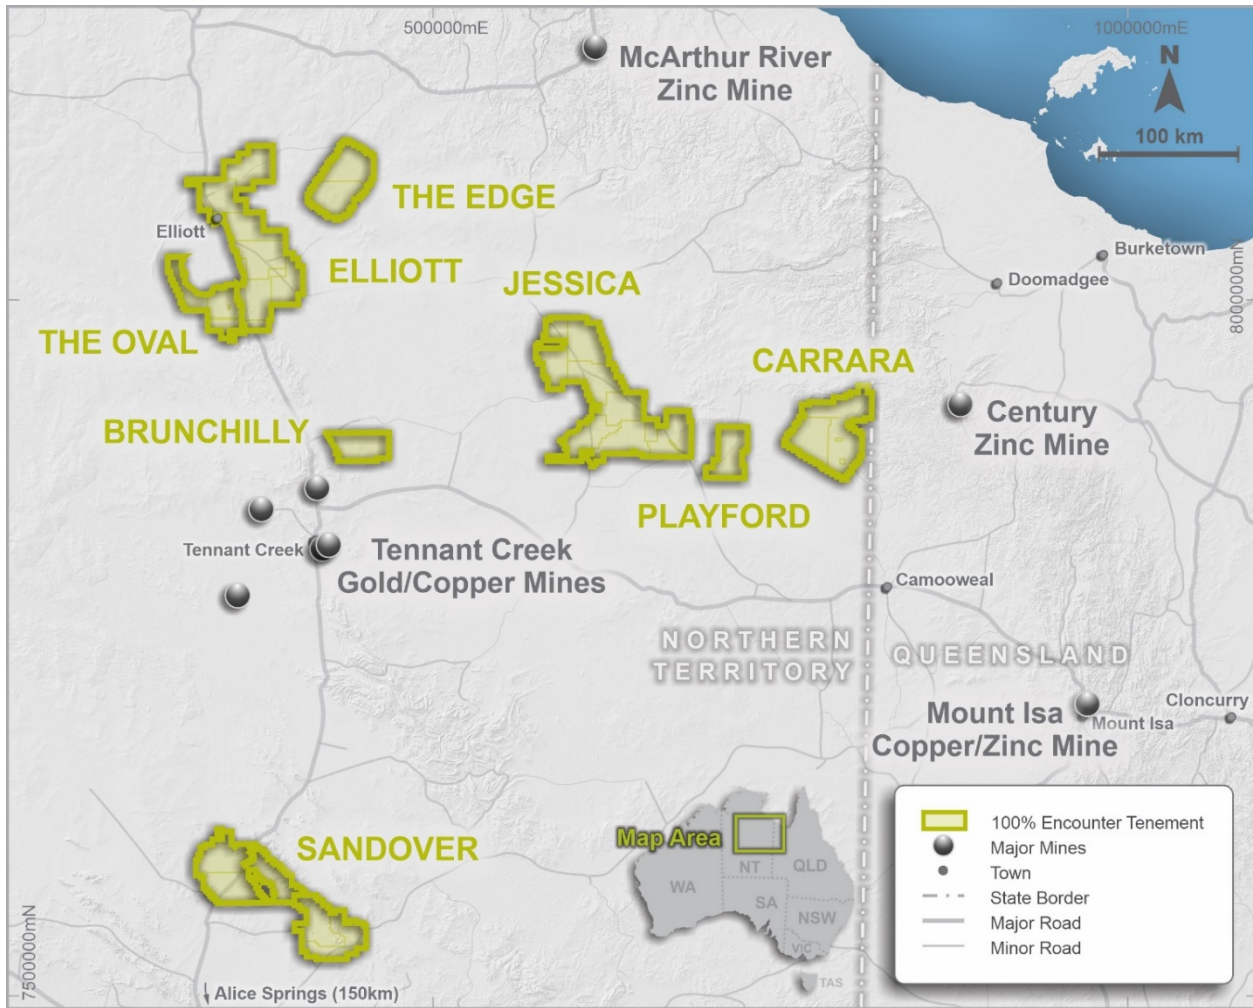 500000mE
1000000mE
McArthur River
Zinc Mine
N
100 km
THE EDGE
Elliott
ELLIOTT
Burketown
JESSICA
Doomadgee
8000000mN
THE OVAL
CARRARA
BRUNCHILLY
Century
Zinc Mine
PLAYFORD
Tennant Creek
Tennant Creek
Gold/Copper Mines
Camooweal
NORTHERN
TERRITORY
QUEENSLAND
Mount Isa
Copper/Zinc Mine
Mount Isa
Cloncurry
SANDOVER
Map Area
NT
QLD
WA
SA
NSW
VIC
TAS
100% Encounter Tenement
Major Mines
Town
State Border
Major Road
Minor Road
7500000mN
Alice Springs (150km)